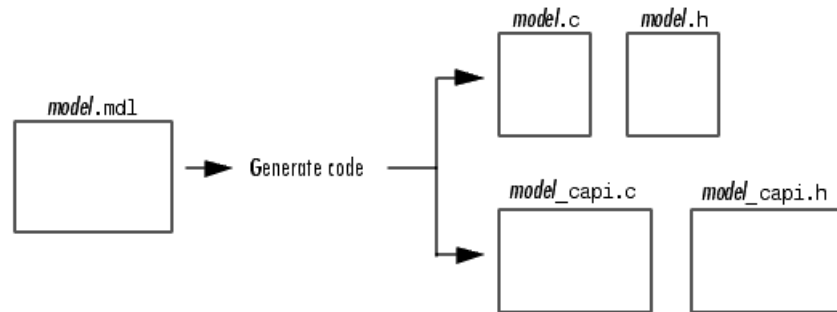 model.c
model.h
model.mdl
Generate code
model_capi.c
model_capi.h